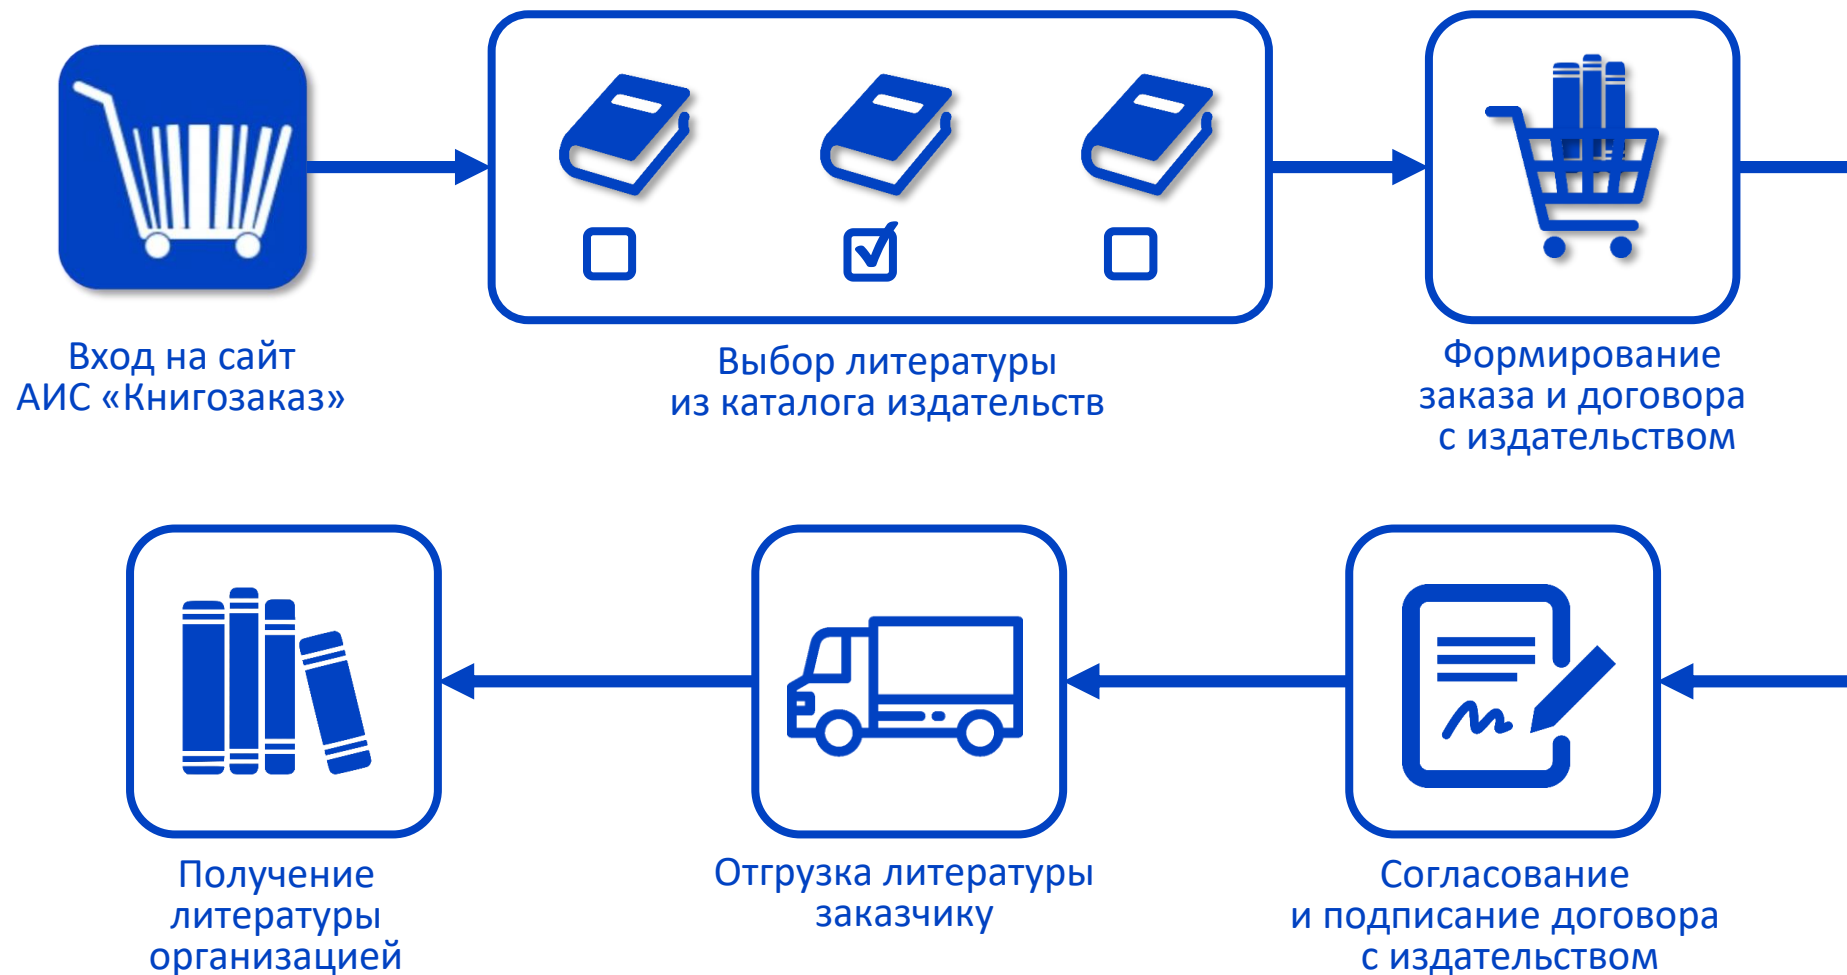 Вход на сайт
АИС «Книгозаказ»
Выбор литературы
из каталога издательств
Формирование
заказа и договора
с издательством
Получение
литературы
организацией
Отгрузка литературы
заказчику
Согласование
и подписание договора
с издательством